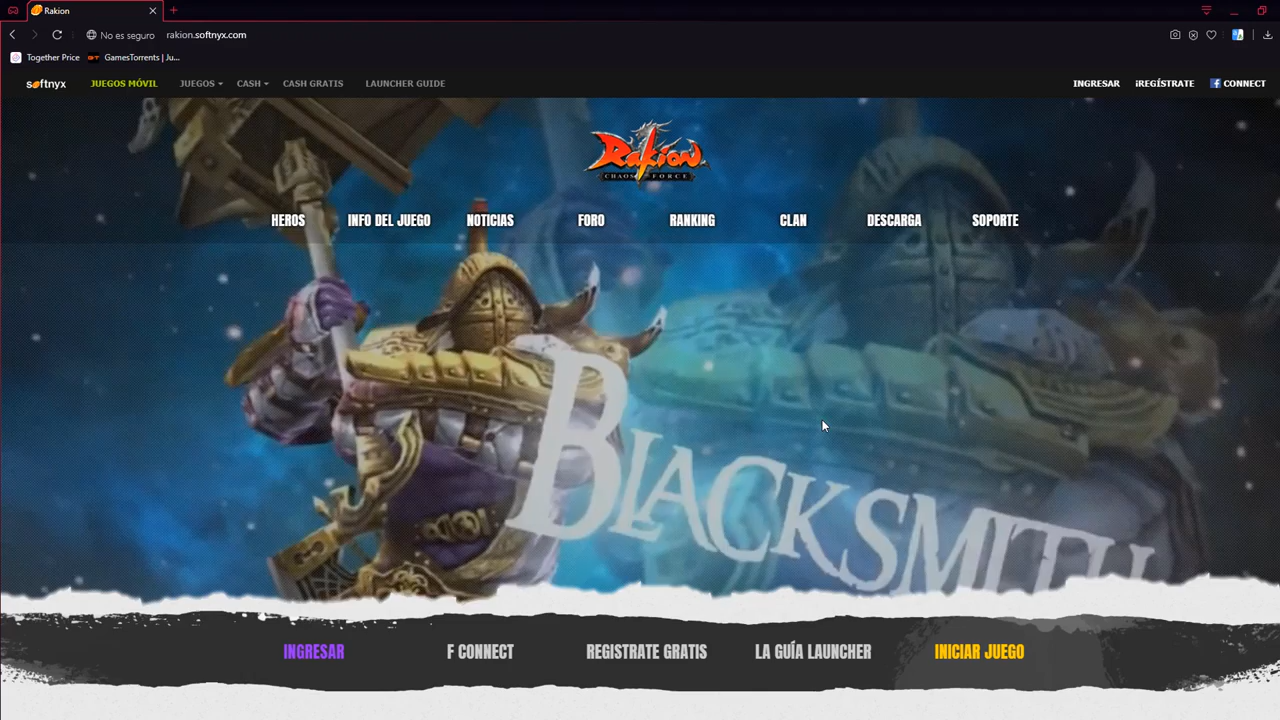 Rakion
No es seguro rakion.softnyx.com
Together Price GamesTorrents | Ju...
softnyx JUEGOS MÓVIL JUEGOS CASH CASH GRATIS LAUNCHER GUIDE INGRESAR ¡REGÍSTRATE CONNECT
Rakion
CHAOS FORCE
HEROS INFO DEL JUEGO NOTICIAS FORO RANKING CLAN DESCARGA SOPORTE
BLACKSMITH
INGRESAR F CONNECT REGISTRATE GRATIS LA GUÍA LAUNCHER INICIAR JUEGO